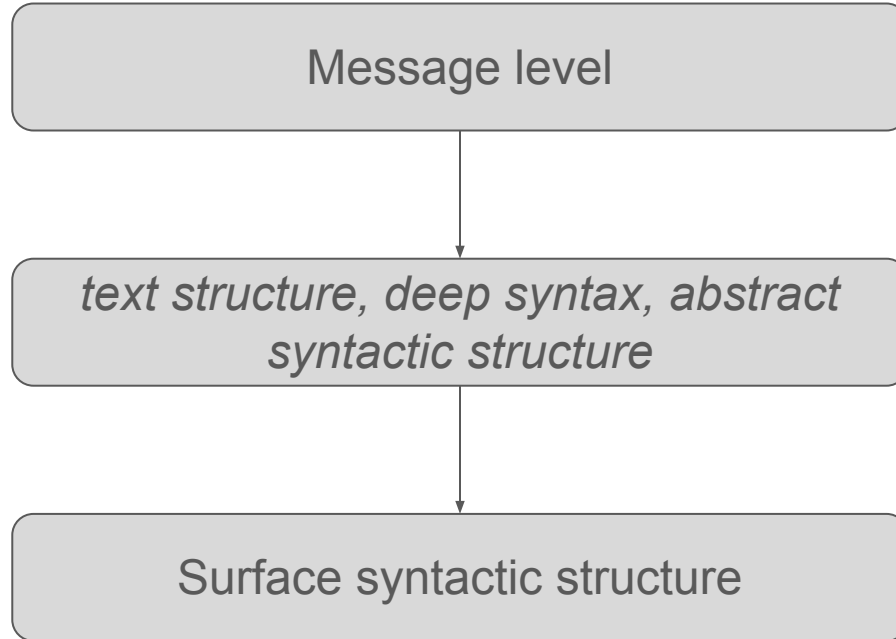 Message level
text structure, deep syntax, abstract
syntactic structure
Surface syntactic structure